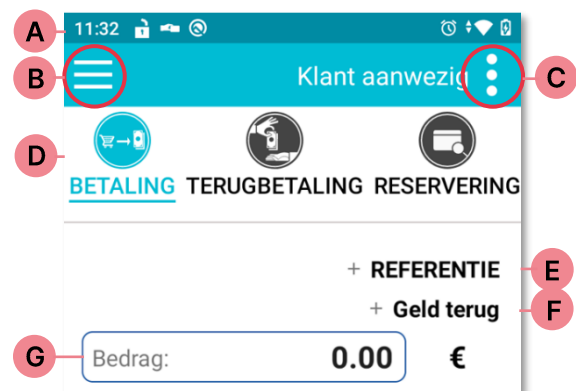 A 11:32
B Klant aanwezig C
D
BETALING TERUGBETALING RESERVERING
+ REFERENTIE E
+ Geld terug F
G Bedrag: 0.00 €